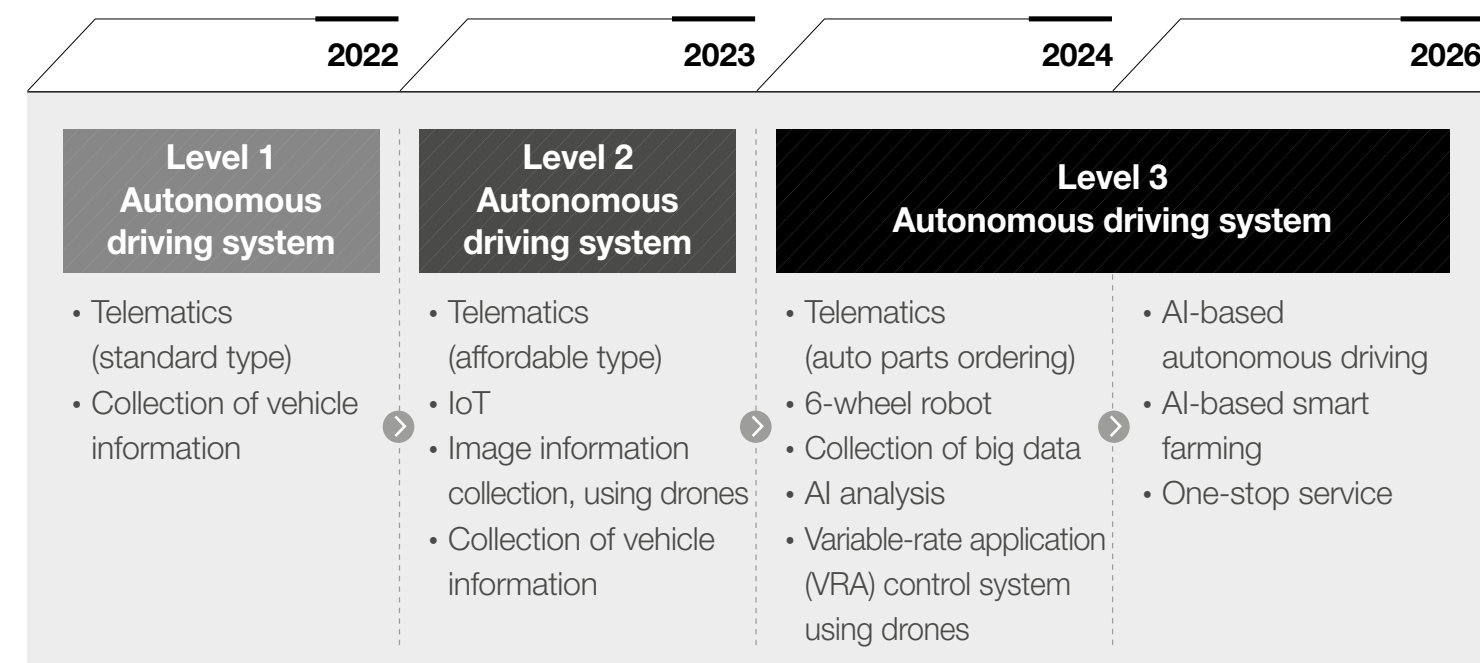 2022
2023
2024
2026
Level 1
Autonomous
driving system
Level 2
Autonomous
driving system
Level 3
Autonomous driving system
• Telematics
(standard type)
• Collection of vehicle
information
• Telematics
(affordable type)
• IoT
• Image information
collection, using drones
• Collection of vehicle
information
• Telematics
(auto parts ordering)
• 6-wheel robot
• Collection of big data
• AI analysis
• Variable-rate application
(VRA) control system
using drones
• AI-based
autonomous driving
• AI-based smart
farming
• One-stop service